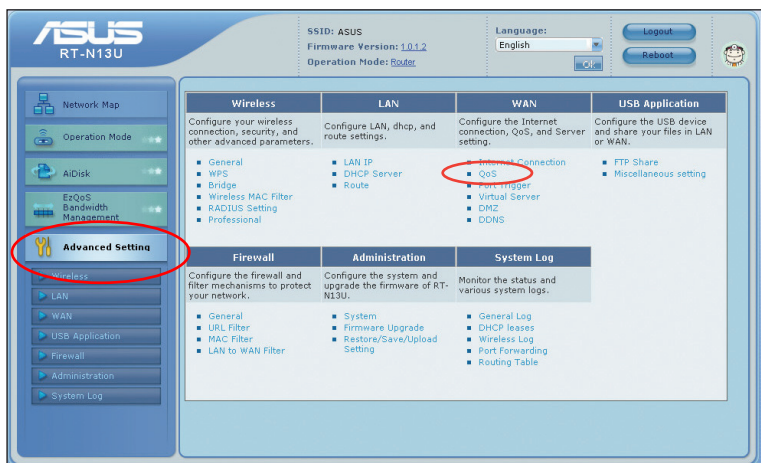 ASUS
RT-N13U
SSID: ASUS
Firmware Version: 1.0.1.2
Operation Mode: Router
Language:
English
OK
Logout
Reboot
Network Map
Operation Mode
AiDisk
EzQoS
Bandwidth
Management
Advanced Setting
Wireless
LAN
WAN
USB Application
Firewall
Administration
System Log
Wireless
Configure your wireless
connection, security, and
other advanced parameters.
General
WPS
Bridge
Wireless MAC Filter
RADIUS Setting
Professional
LAN
Configure LAN, dhcp, and
route settings.
LAN IP
DHCP Server
Route
WAN
Configure the Internet
connection, QoS, and Server
setting.
Internet Connection
QoS
Port Trigger
Virtual Server
DMZ
DDNS
USB Application
Configure the USB device
and share your files in LAN
or WAN.
FTP Share
Miscellaneous setting
Firewall
Configure the firewall and
filter mechanisms to protect
your network.
General
URL Filter
MAC Filter
LAN to WAN Filter
Administration
Configure the system and
upgrade the firmware of RT-
N13U.
System
Firmware Upgrade
Restore/Save/Upload
Setting
System Log
Monitor the status and
various system logs.
General Log
DHCP leases
Wireless Log
Port Forwarding
Routing Table